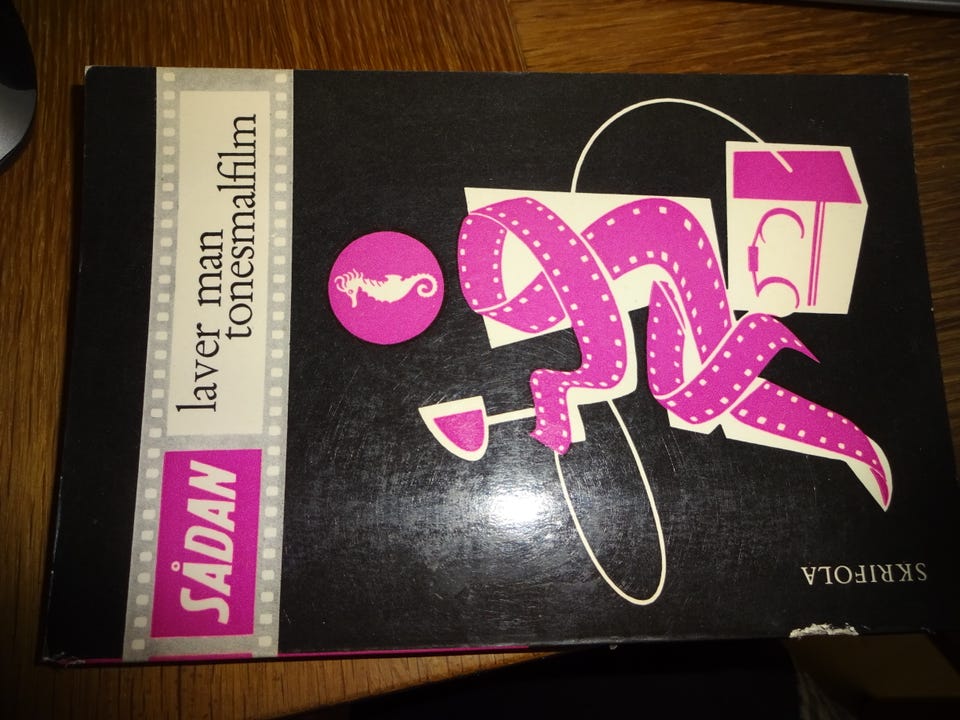 SÅDAN
laver man
tonesmalfilm
SKRIFOLA